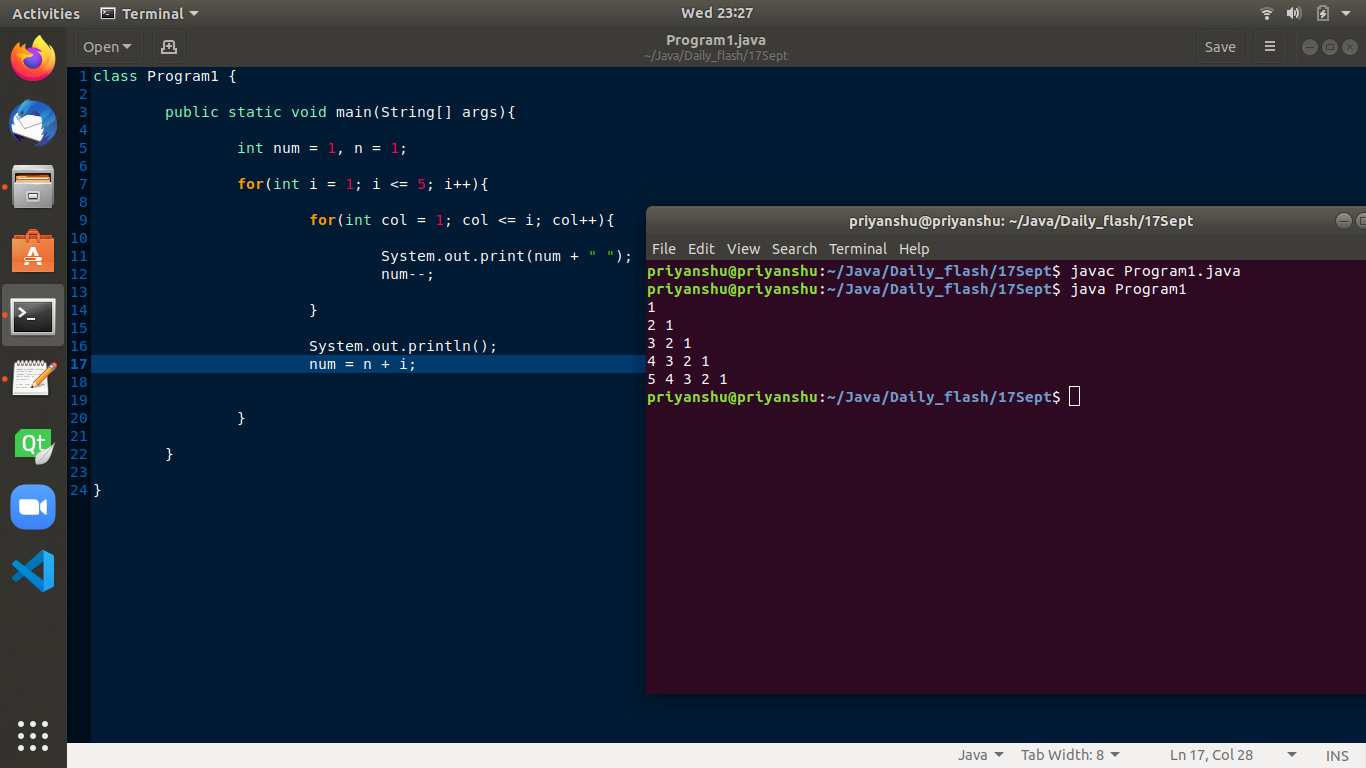 Activities Terminal Wed 23:27
Open Program1.java Save
~/Java/Daily_flash/17Sept
1 class Program1 {
2
3 public static void main(String[] args){
4
5 int num = 1, n = 1;
6
7 for(int i = 1; i <= 5; i++){
8
9 for(int col = 1; col <= i; col++){
10
11 System.out.print(num + " ");
12 num--;
13
14 }
15
16 System.out.println();
17 num = n + i;
18
19
20 }
21
22 }
23
24 }
priyanshu@priyanshu: ~/Java/Daily_flash/17Sept
File Edit View Search Terminal Help
priyanshu@priyanshu:~/Java/Daily_flash/17Sept$ javac Program1.java
priyanshu@priyanshu:~/Java/Daily_flash/17Sept$ java Program1
1
2 1
3 2 1
4 3 2 1
5 4 3 2 1
priyanshu@priyanshu:~/Java/Daily_flash/17Sept$
Qt
Java Tab Width: 8 Ln 17, Col 28 INS